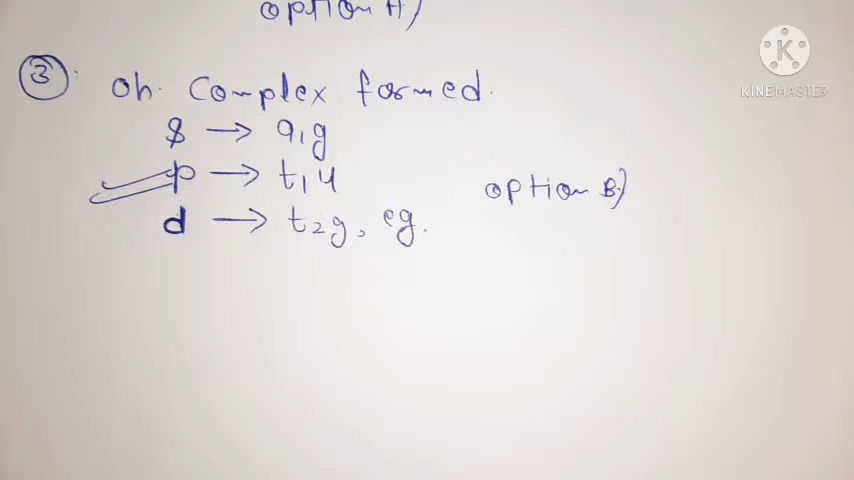 option A)
K
KINEMASTER
③ Oh. Complex formed.
s → a1g
p → t1u
option B)
d → t2g, eg.